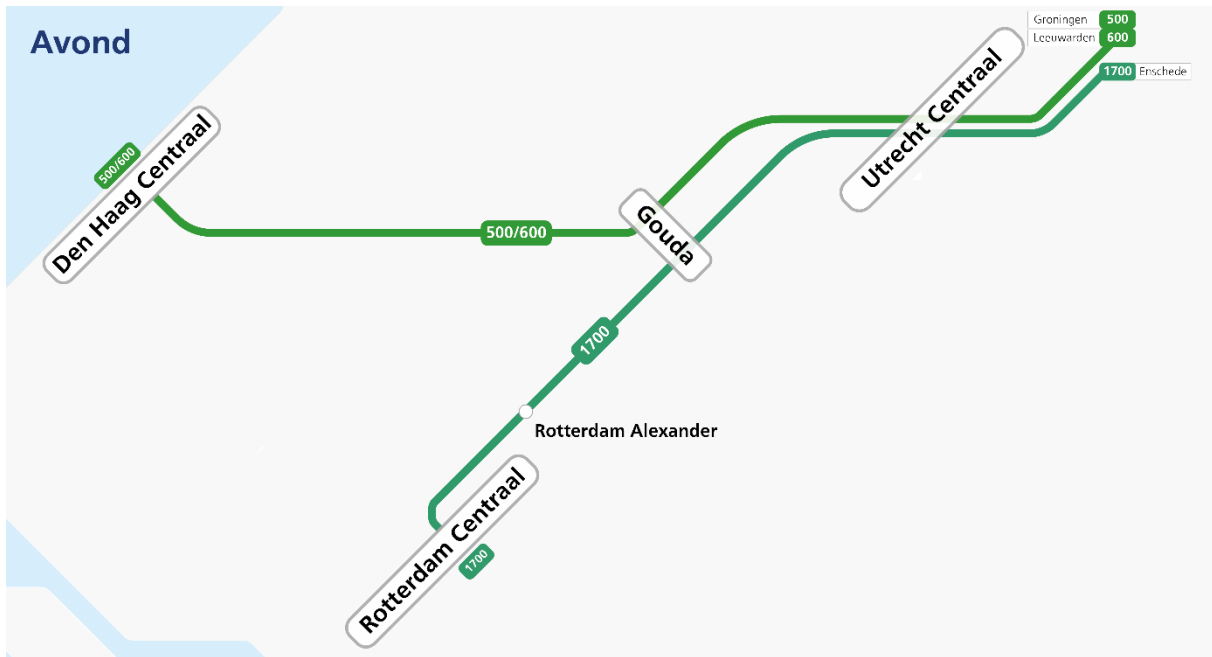 Avond
Groningen 500
Leeuwarden 600
1700 Enschede
Utrecht Centraal
500/600
Den Haag Centraal
500/600
Gouda
1700
Rotterdam Alexander
Rotterdam Centraal
1700